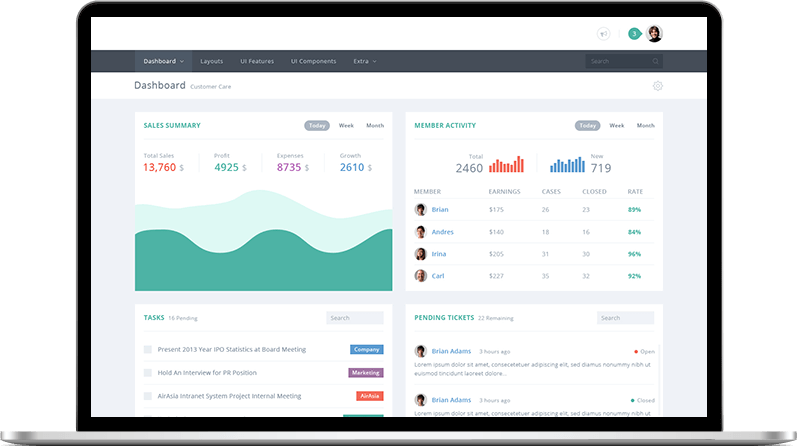 3
Dashboard Layouts UI Features UI Components Extra Search
Dashboard Customer Care
SALES SUMMARY Today Week Month
Total Sales Profit Expenses Growth
13,760 $ 4925 $ 8735 $ 2610 $
MEMBER ACTIVITY Today Week Month
Total New
2460 719
MEMBER EARNINGS CASES CLOSED RATE
Brian $175 26 23 89%
Andres $140 18 16 84%
Irina $205 31 30 96%
Carl $227 35 32 92%
TASKS 16 Pending Search
Present 2013 Year IPO Statistics at Board Meeting Company
Hold An Interview for PR Position Marketing
AirAsia Intranet System Project Internal Meeting AirAsia
PENDING TICKETS 22 Remaining Search
Brian Adams 3 hours ago Open
Lorem ipsum dolor sit amet, consectetuer adipiscing elit, sed diamus nonummy nibh ut
euismod tincidunt laoreet dolore...
Brian Adams 3 hours ago Closed
Lorem ipsum dolor sit amet, consectetuer adipiscing elit, sed diamus nonummy nibh ut